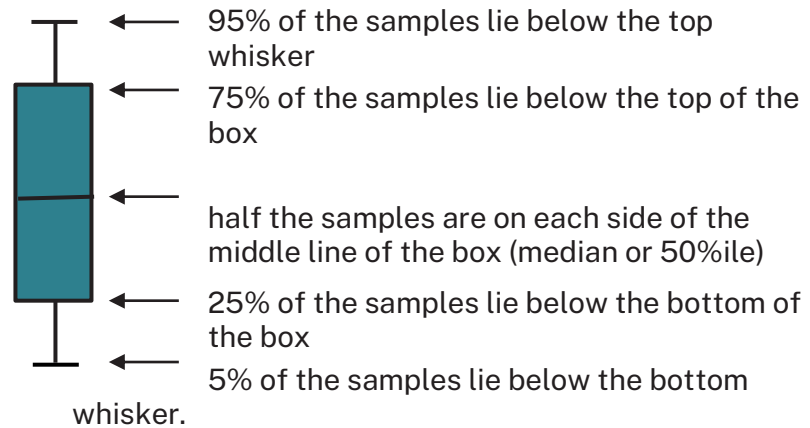 95% of the samples lie below the top
whisker
75% of the samples lie below the top of the
box
half the samples are on each side of the
middle line of the box (median or 50%ile)
25% of the samples lie below the bottom of
the box
5% of the samples lie below the bottom
whisker.